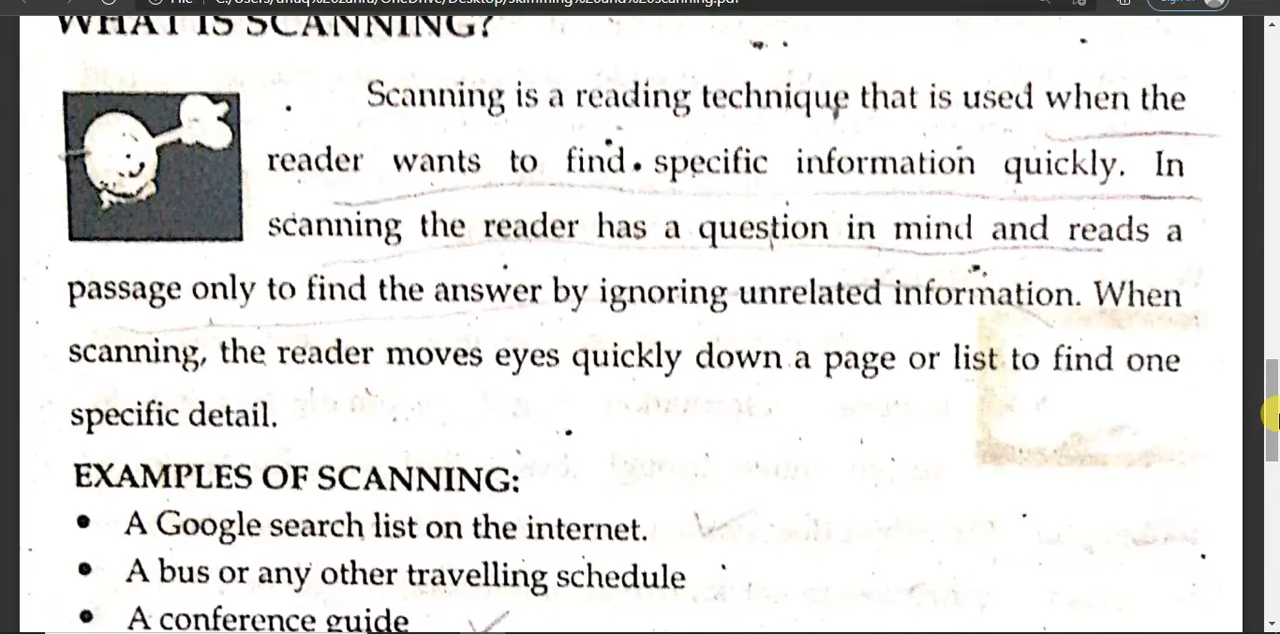 WHAT IS SCANNING?
Scanning is a reading technique that is used when the
reader wants to find specific information quickly. In
scanning the reader has a question in mind and reads a
passage only to find the answer by ignoring unrelated information. When
scanning, the reader moves eyes quickly down a page or list to find one
specific detail.
EXAMPLES OF SCANNING:
• A Google search list on the internet.
• A bus or any other travelling schedule
• A conference guide